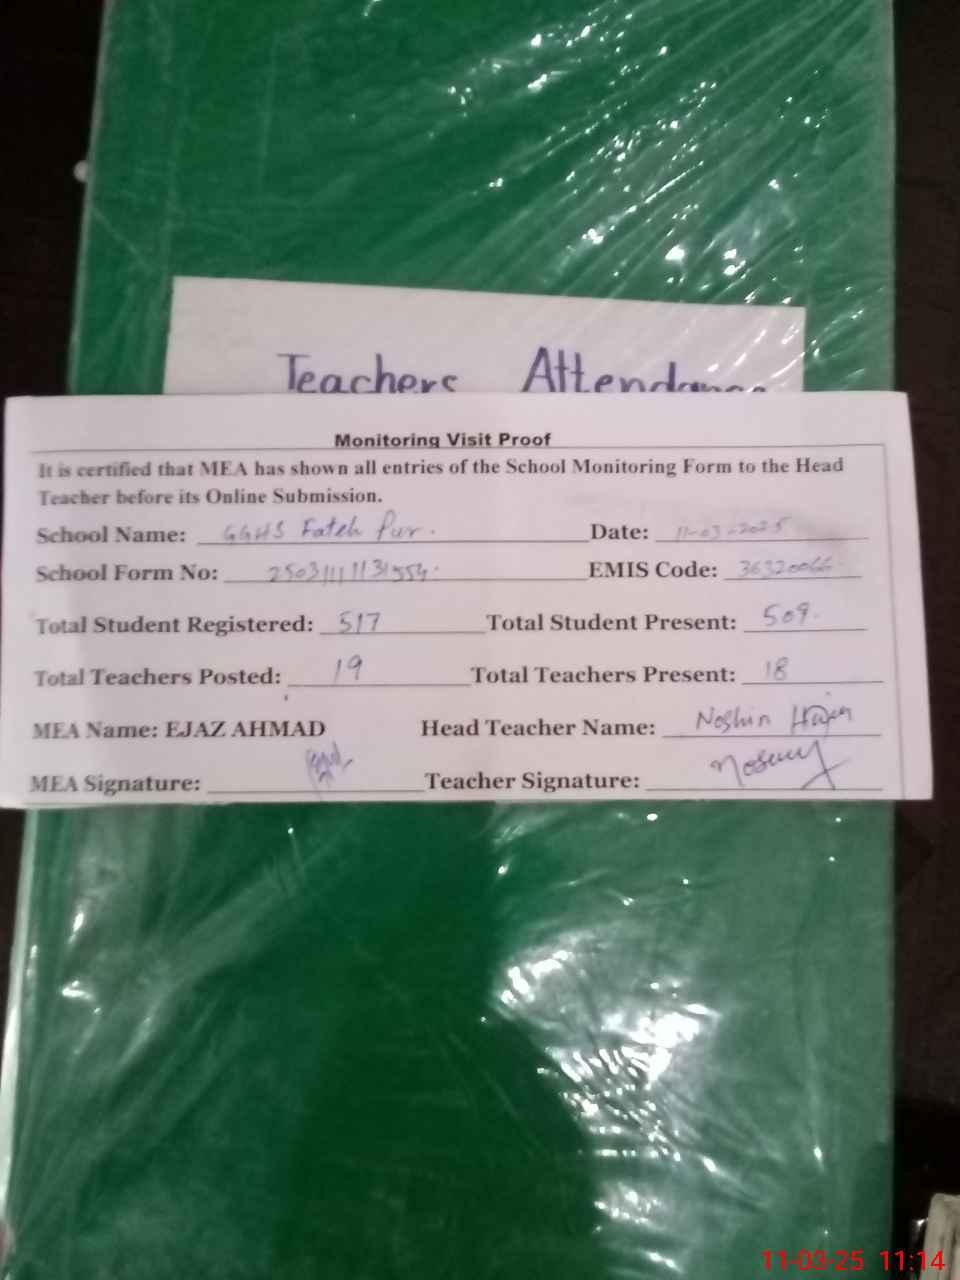 Teachers Attendance
Monitoring Visit Proof
It is certified that MEA has shown all entries of the School Monitoring Form to the Head
Teacher before its Online Submission.
School Name: GGHS Fateh Pur. Date: 11-03-2025
School Form No: EMIS Code: 36320066
Total Student Registered: 517 Total Student Present: 509.
Total Teachers Posted: 19 Total Teachers Present: 18
MEA Name: EJAZ AHMAD Head Teacher Name: Noshin
MEA Signature: Teacher Signature:
11-03-25 11:14